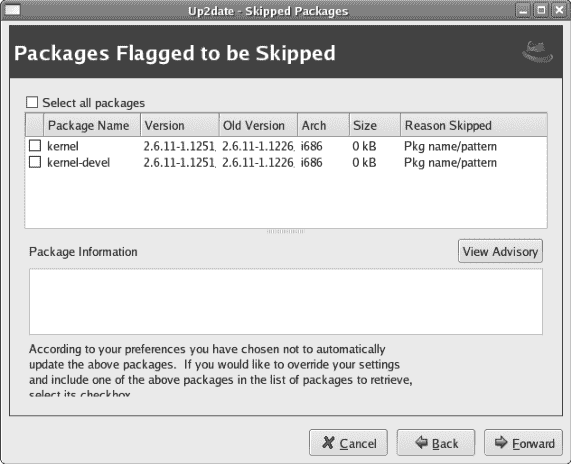 Up2date - Skipped Packages
Packages Flagged to be Skipped
Select all packages
Package Name Version Old Version Arch Size Reason Skipped
kernel 2.6.11-1.1251 2.6.11-1.1226 i686 0 kB Pkg name/pattern
kernel-devel 2.6.11-1.1251 2.6.11-1.1226 i686 0 kB Pkg name/pattern
Package Information View Advisory
According to your preferences you have chosen not to automatically
update the above packages. If you would like to override your settings
and include one of the above packages in the list of packages to retrieve,
select its checkbox
Cancel Back Forward